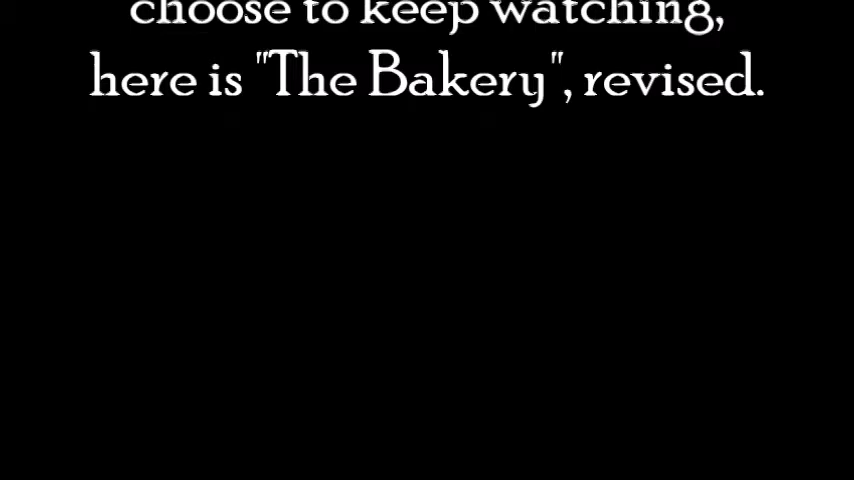 choose to keep watching,
here is "The Bakery", revised.